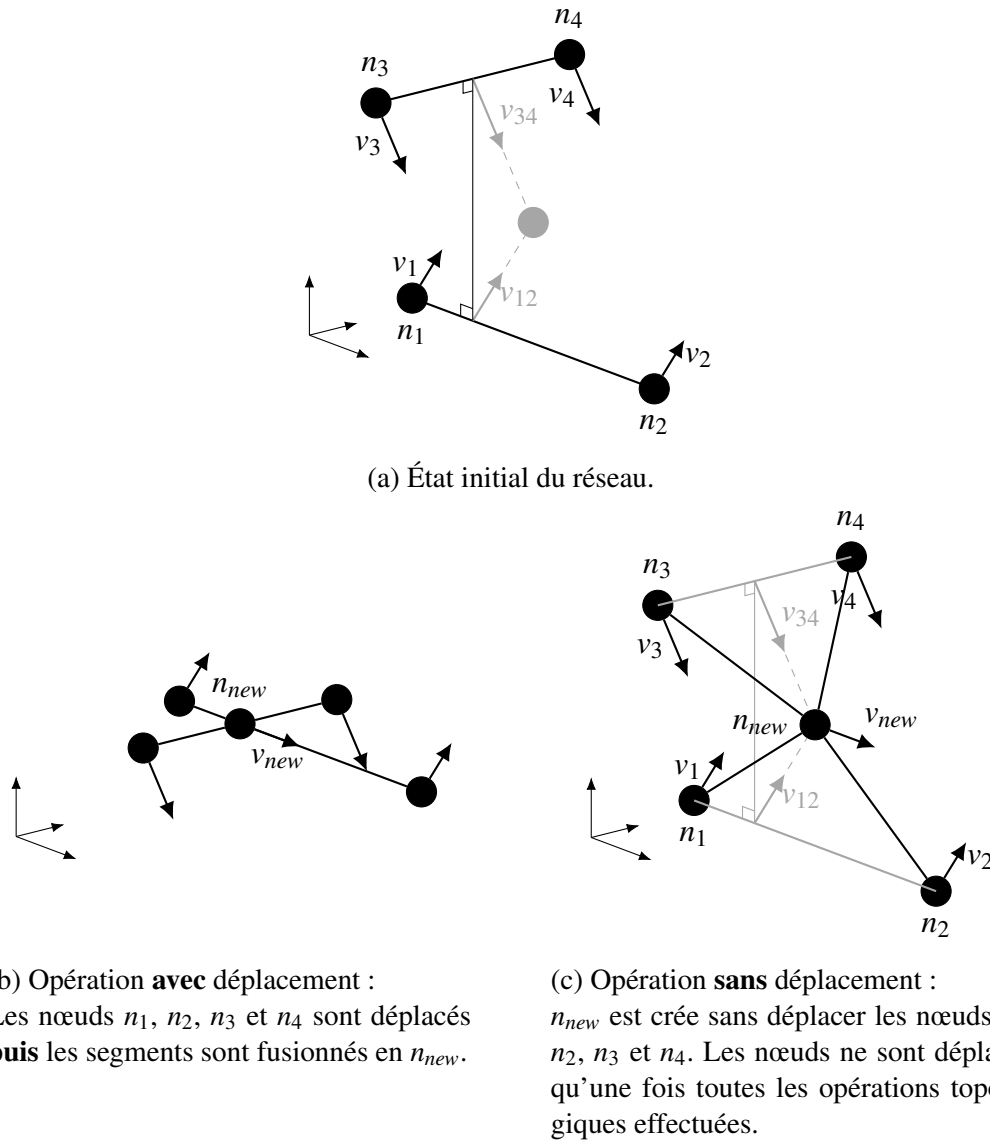 n4
n3
v4
v34
v3
v1
v12
n1
v2
n2
(a) État initial du réseau.
n4
n3
v4
v34
v3
nnew
vnew
nnew
vnew
v1
v12
n1
v2
n2
b) Opération avec déplacement :
Les nœuds n1, n2, n3 et n4 sont déplacés
puis les segments sont fusionnés en nnew.
(c) Opération sans déplacement :
nnew est crée sans déplacer les nœuds
n2, n3 et n4. Les nœuds ne sont dépla
qu'une fois toutes les opérations topo
giques effectuées.